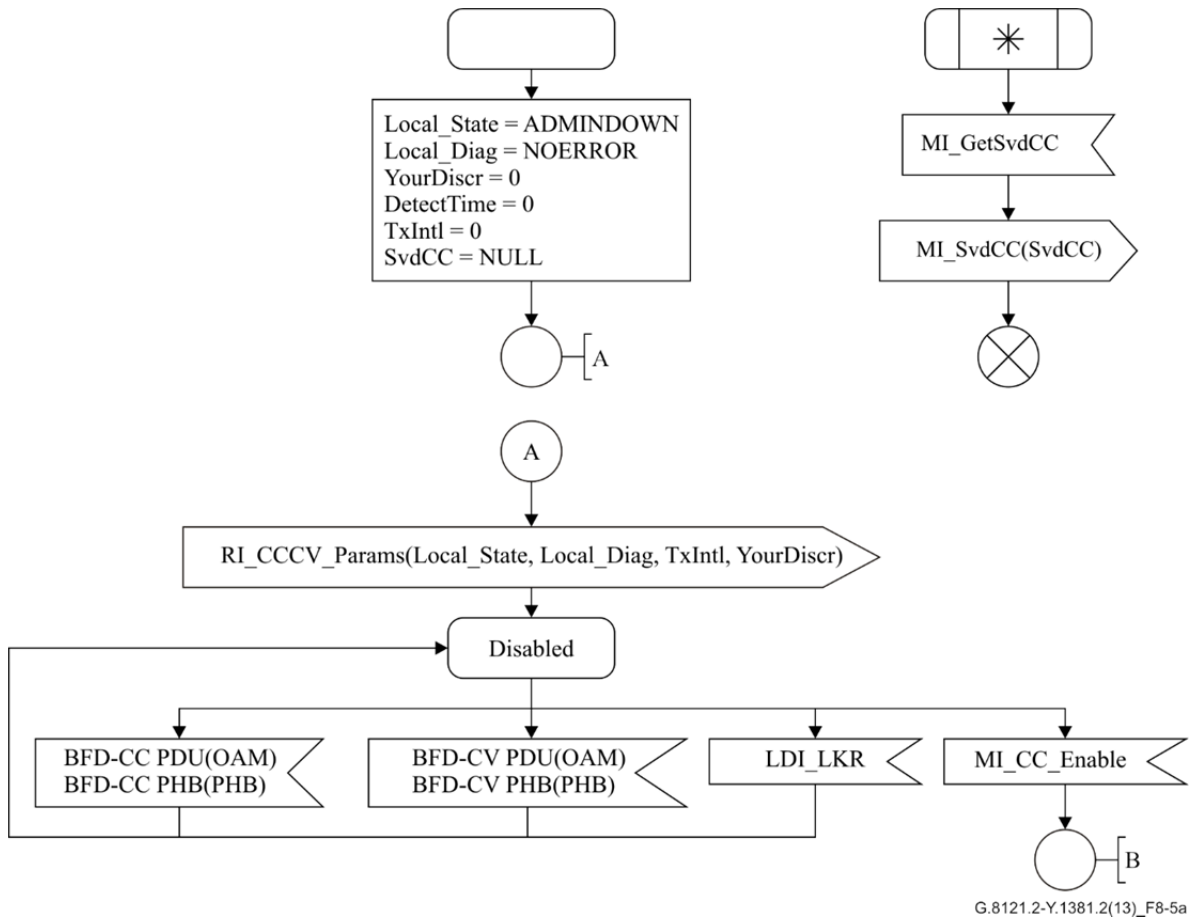 Local_State = ADMINDOWN
Local_Diag = NOERROR
YourDiscr = 0
DetectTime = 0
TxIntl = 0
SvdCC = NULL
A
MI_GetSvdCC
MI_SvdCC(SvdCC)
A
RI_CCCV_Params(Local_State, Local_Diag, TxIntl, YourDiscr)
Disabled
BFD-CC PDU(OAM)
BFD-CC PHB(PHB)
BFD-CV PDU(OAM)
BFD-CV PHB(PHB)
LDI_LKR
MI_CC_Enable
B
G.8121.2-Y.1381.2(13)_F8-5a